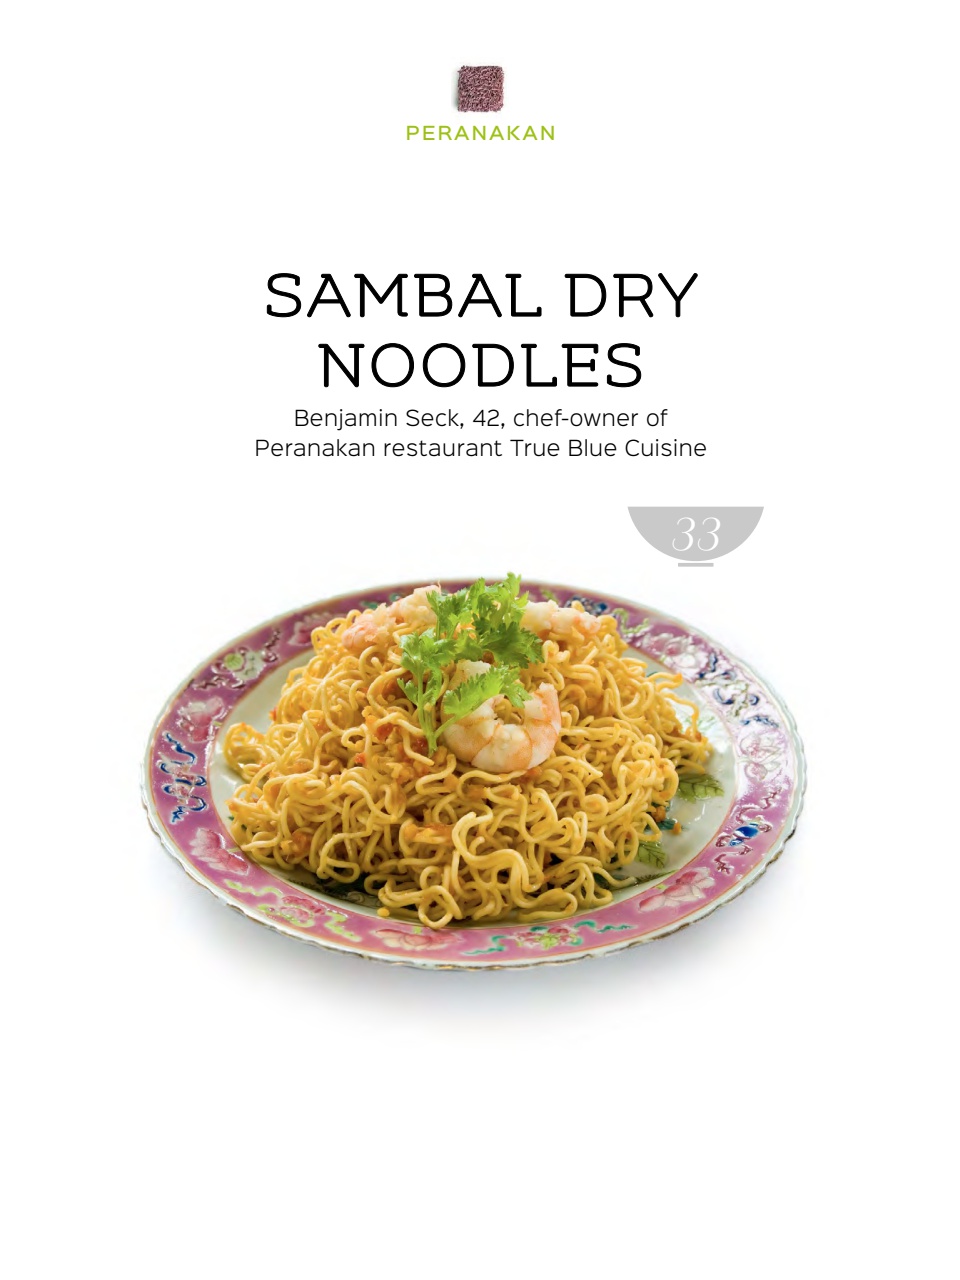 PERANAKAN
SAMBAL DRY
NOODLES
Benjamin Seck, 42, chef-owner of
Peranakan restaurant True Blue Cuisine
33